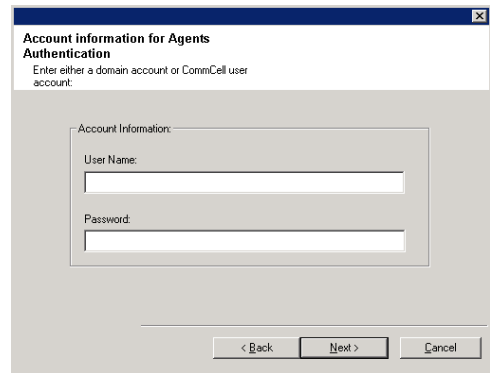 Account information for Agents
Authentication
Enter either a domain account or CommCell user
account:
Account Information:
User Name:
Password:
< Back
Next >
Cancel